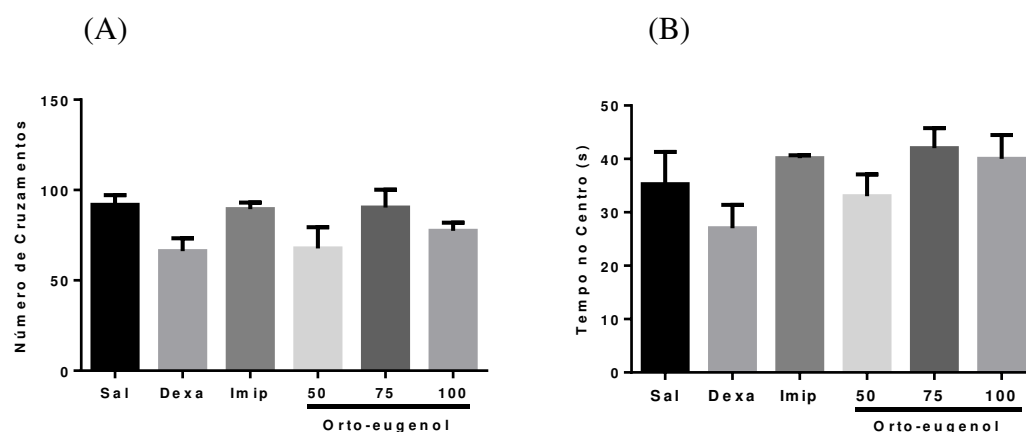 (A)
(B)
Número de Cruzamentos
150
100
50
0
Sal Dexa Imip 50 75 100
Orto-eugenol
Tempo no Centro (s)
50
40
30
20
10
0
Sal Dexa Imip 50 75 100
Orto-eugenol